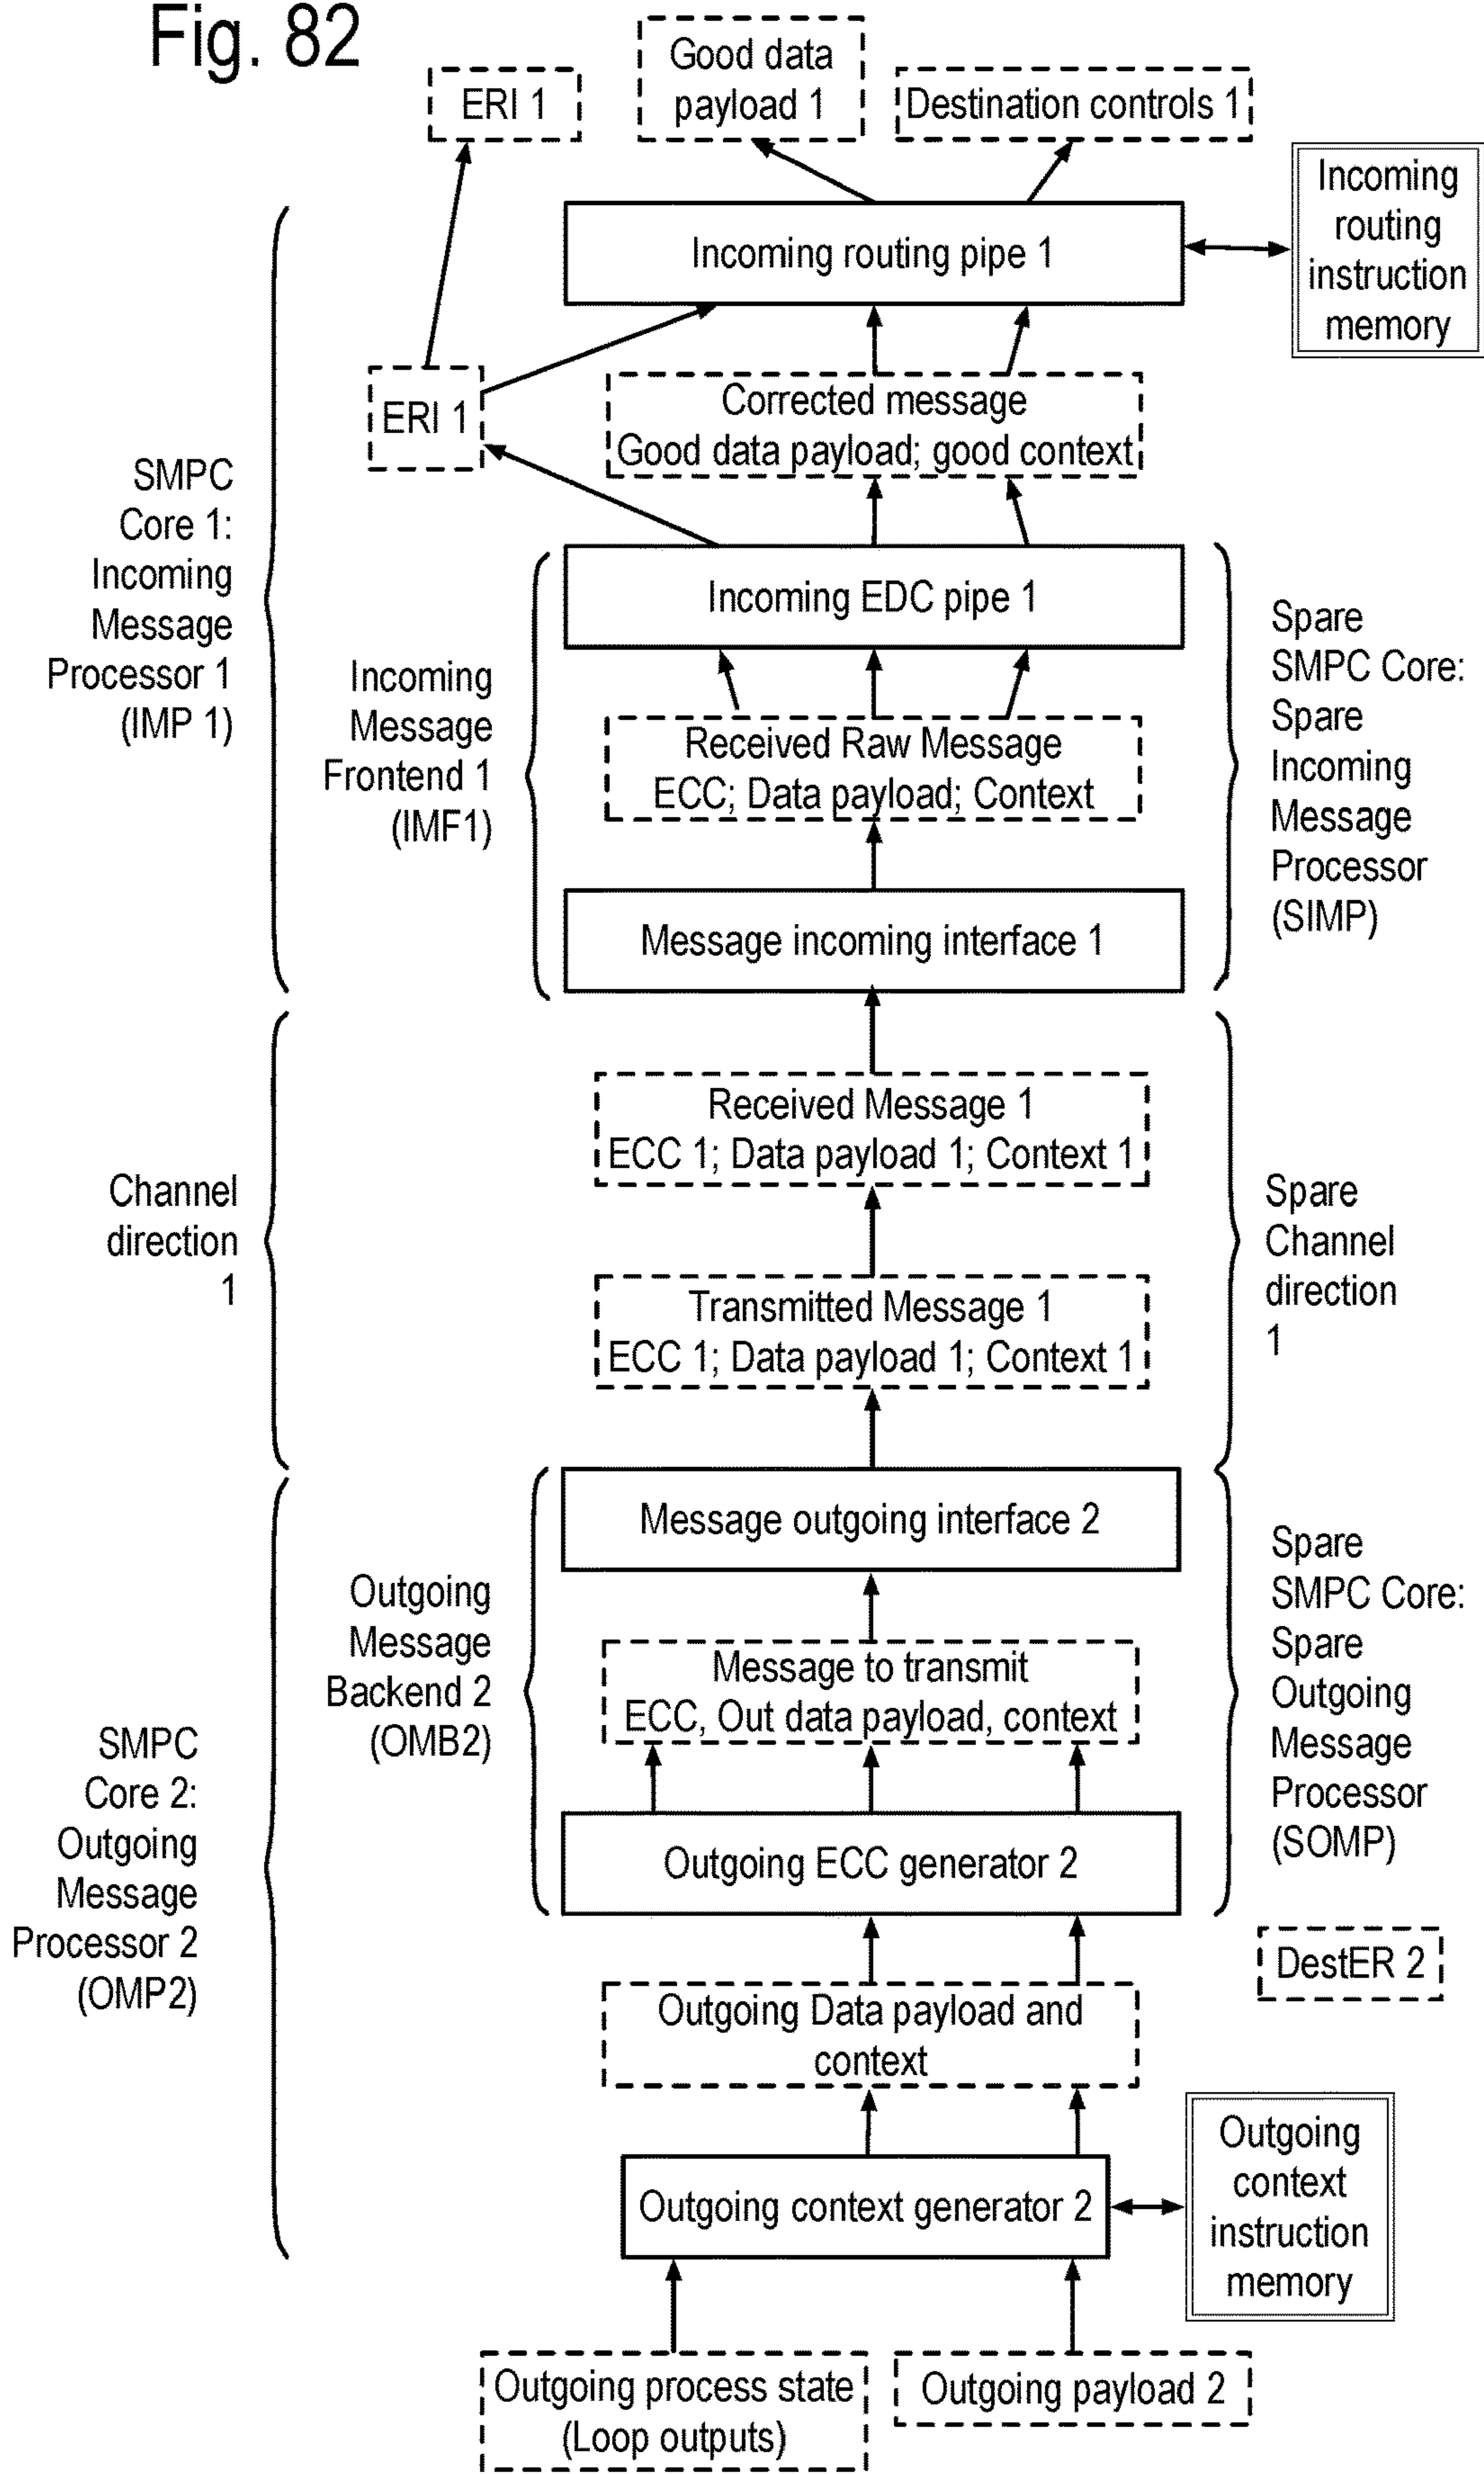 Fig. 82
ERI 1
Good data
payload 1
Destination controls 1
Incoming
routing
instruction
memory
Incoming routing pipe 1
ERI 1
Corrected message
Good data payload; good context
SMPC
Core 1:
Incoming
Message
Processor 1
(IMP 1)
Incoming EDC pipe 1
Incoming
Message
Frontend 1
(IMF1)
Received Raw Message
ECC; Data payload; Context
Spare
SMPC Core:
Spare
Incoming
Message
Processor
(SIMP)
Message incoming interface 1
Received Message 1
ECC 1; Data payload 1; Context 1
Channel
direction
1
Spare
Channel
direction
1
Transmitted Message 1
ECC 1; Data payload 1; Context 1
Message outgoing interface 2
Outgoing
Message
Backend 2
(OMB2)
Message to transmit
ECC, Out data payload, context
Spare
SMPC Core:
Spare
Outgoing
Message
Processor
(SOMP)
SMPC
Core 2:
Outgoing
Message
Processor 2
(OMP2)
Outgoing ECC generator 2
DestER 2
Outgoing Data payload and
context
Outgoing context generator 2
Outgoing
context
instruction
memory
Outgoing process state
(Loop outputs)
Outgoing payload 2